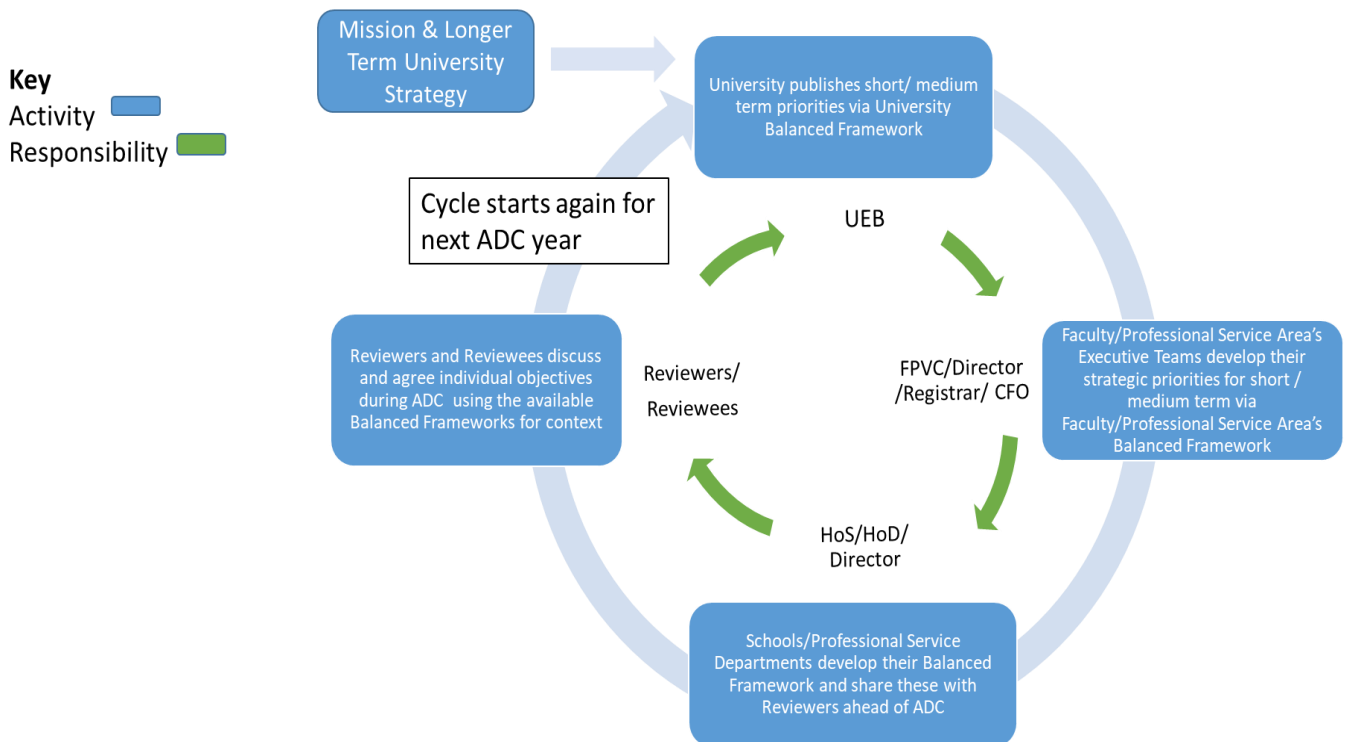 Key
Activity
Responsibility
Mission & Longer
Term University
Strategy
University publishes short/ medium
term priorities via University
Balanced Framework
Cycle starts again for
next ADC year
UEB
Faculty/Professional Service Area's
Executive Teams develop their
strategic priorities for short /
medium term via
Faculty/Professional Service Area's
Balanced Framework
FPVC/Director
/Registrar/ CFO
Reviewers and Reviewees discuss
and agree individual objectives
during ADC using the available
Balanced Frameworks for context
Reviewers/
Reviewees
HoS/HoD/
Director
Schools/Professional Service
Departments develop their Balanced
Framework and share these with
Reviewers ahead of ADC